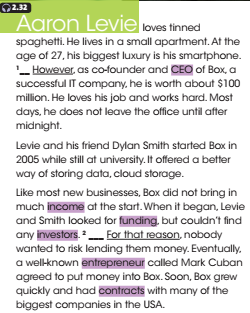 2.32
Aaron Levie loves tinned
spaghetti. He lives in a small apartment. At the
age of 27, his biggest luxury is his smartphone.
¹__ However, as co-founder and CEO of Box, a
successful IT company, he is worth about $100
million. He loves his job and works hard. Most
days, he does not leave the office until after
midnight.
Levie and his friend Dylan Smith started Box in
2005 while still at university. It offered a better
way of storing data, cloud storage.
Like most new businesses, Box did not bring in
much income at the start. When it began, Levie
and Smith looked for funding, but couldn't find
any investors. ² ___ For that reason, nobody
wanted to risk lending them money. Eventually,
a well-known entrepreneur called Mark Cuban
agreed to put money into Box. Soon, Box grew
quickly and had contracts with many of the
biggest companies in the USA.